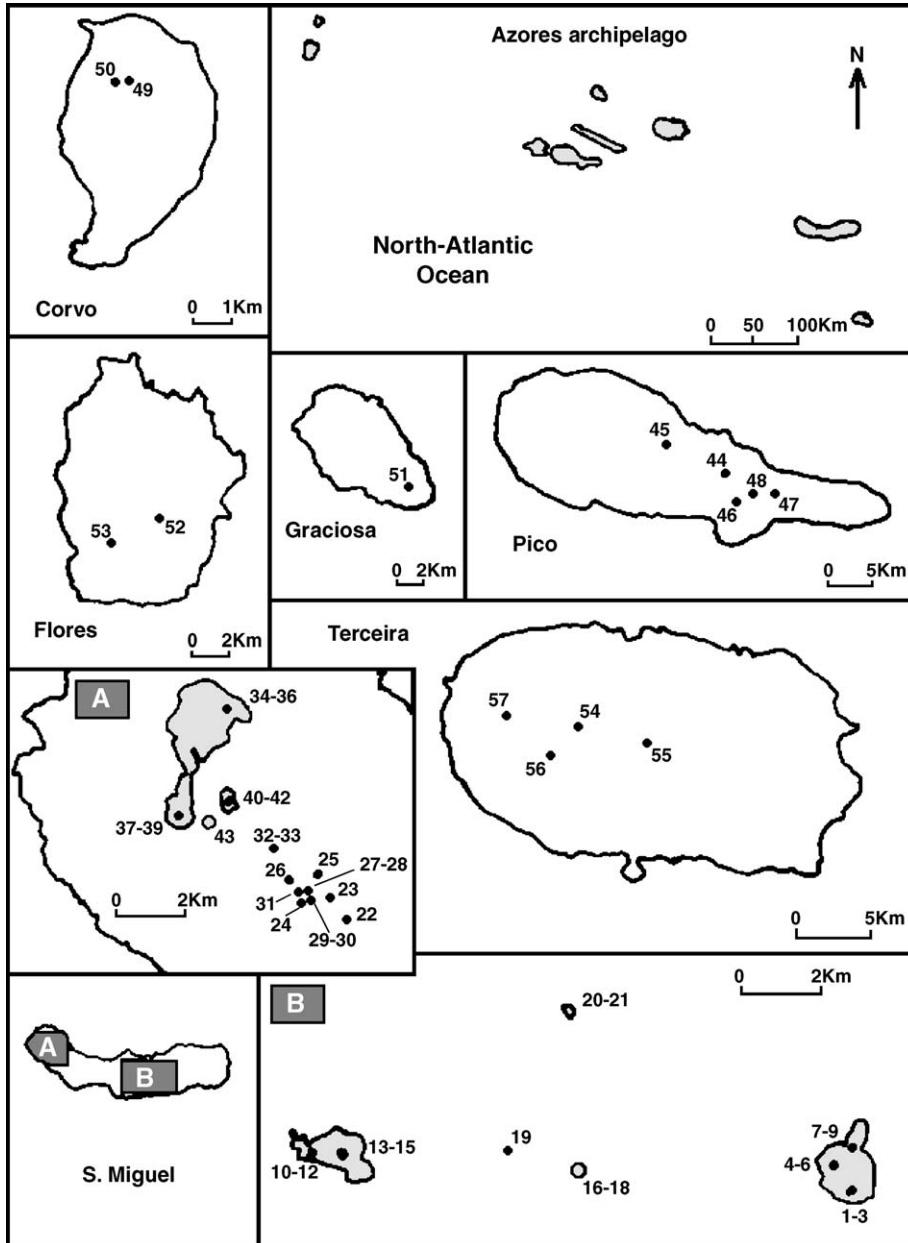 50
49
Corvo
0 1Km
Azores archipelago
N
North-Atlantic
Ocean
0 50 100Km
53
52
Flores
0 2Km
51
Graciosa
0 2Km
45
44
48
46
47
Pico
0 5Km
Terceira
57
54
56
55
0 5Km
A
34-36
40-42
37-39
43
32-33
25
27-28
26
31
23
24
22
29-30
0 2Km
A
B
S. Miguel
B
0 2Km
20-21
13-15
10-12
19
16-18
7-9
4-6
1-3